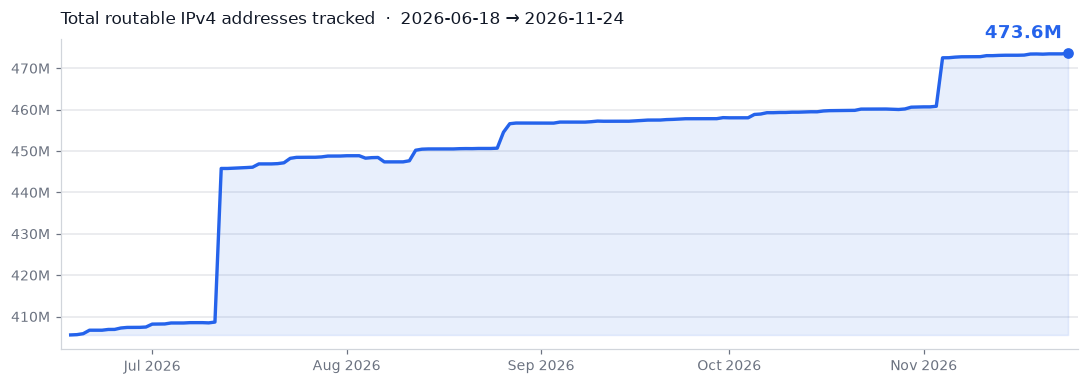 Total routable IPv4 addresses tracked · 2026-06-18 → 2026-11-24
473.6M
470M
460M
450M
440M
430M
420M
410M
Jul 2026 Aug 2026 Sep 2026 Oct 2026 Nov 2026